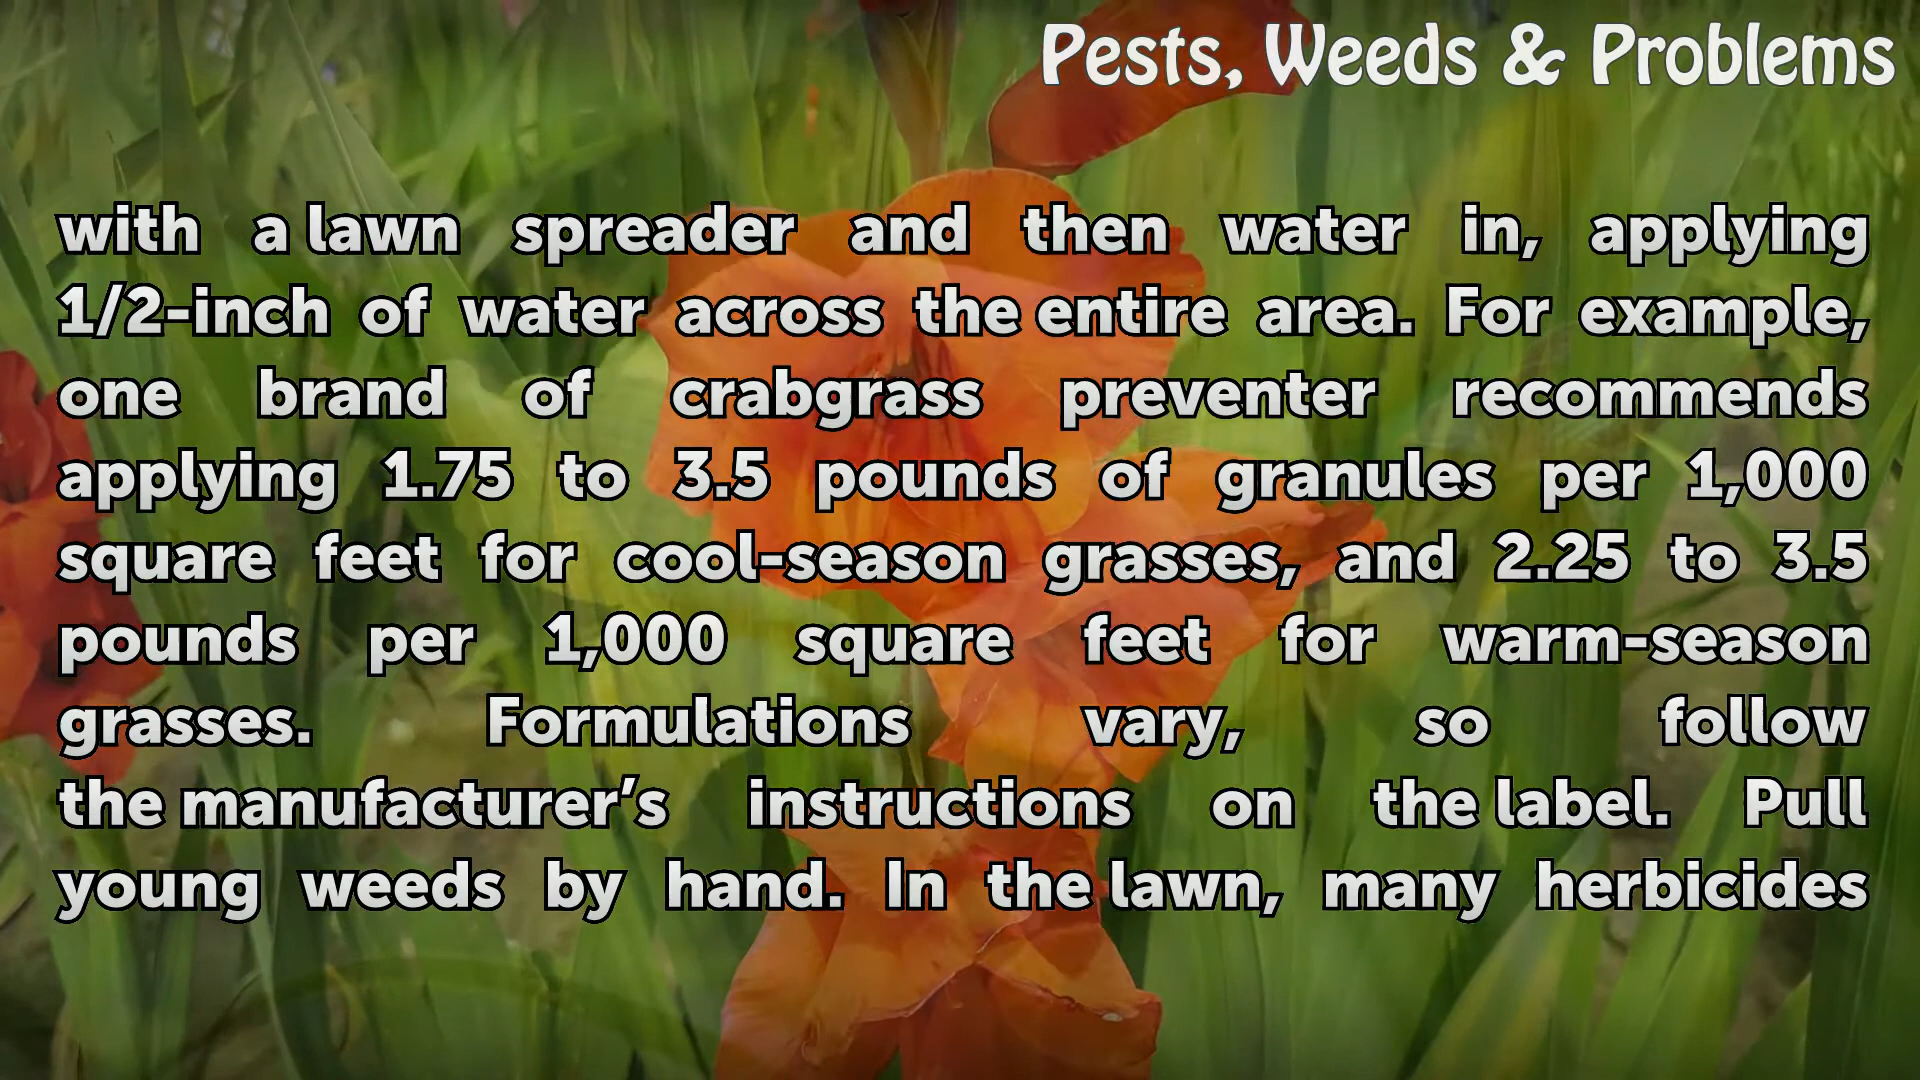 Pests, Weeds & Problems
with a lawn spreader and then water in, applying
1/2-inch of water across the entire area. For example,
one brand of crabgrass preventer recommends
applying 1.75 to 3.5 pounds of granules per 1,000
square feet for cool-season grasses, and 2.25 to 3.5
pounds per 1,000 square feet for warm-season
grasses. Formulations vary, so follow
the manufacturer’s instructions on the label. Pull
young weeds by hand. In the lawn, many herbicides